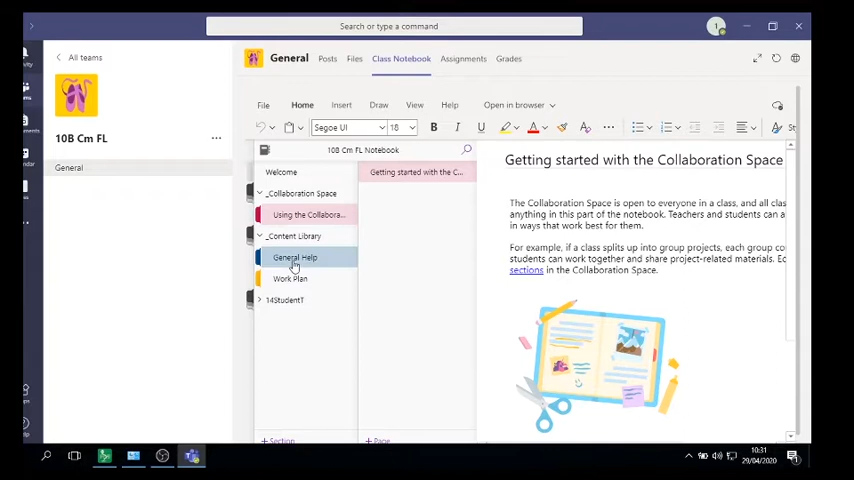 Search or type a command
1
All teams
10B Cm FL
General
General
Posts
Files
Class Notebook
Assignments
Grades
File
Home
Insert
Draw
View
Help
Open in browser
Segoe UI
18
B
I
U
A
A
St
10B Cm FL Notebook
Welcome
_Collaboration Space
Using the Collabora...
_Content Library
General Help
Work Plan
14StudentT
+ Section
Getting started with the C...
+ Page
Getting started with the Collaboration Space
The Collaboration Space is open to everyone in a class, and all clas
anything in this part of the notebook. Teachers and students can a
in ways that work best for them.
For example, if a class splits up into group projects, each group co
students can work together and share project-related materials. Ec
sections in the Collaboration Space.
10:31
29/04/2020